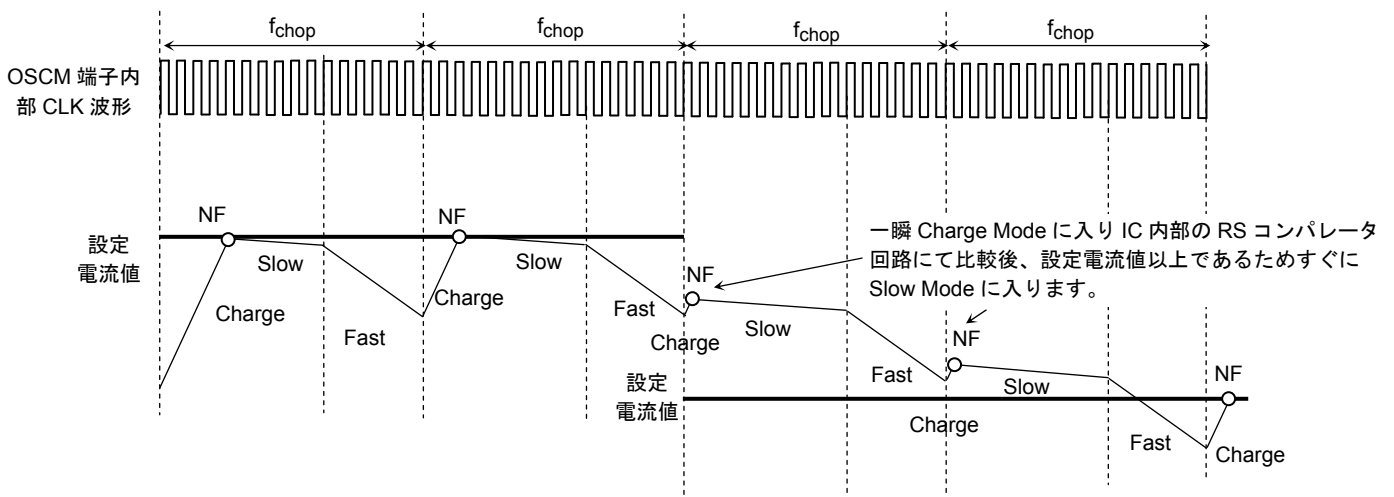 fchop
fchop
fchop
fchop
OSCM 端子内
部 CLK 波形
NF
NF
一瞬 Charge Mode に入り IC 内部の RS コンパレータ
回路にて比較後、設定電流値以上であるためすぐに
Slow Mode に入ります。
設定
電流値
Slow
Slow
NF
Charge
Charge
Fast
Fast
Charge
Slow
NF
Fast
Slow
NF
設定
電流値
Charge
Fast
Charge